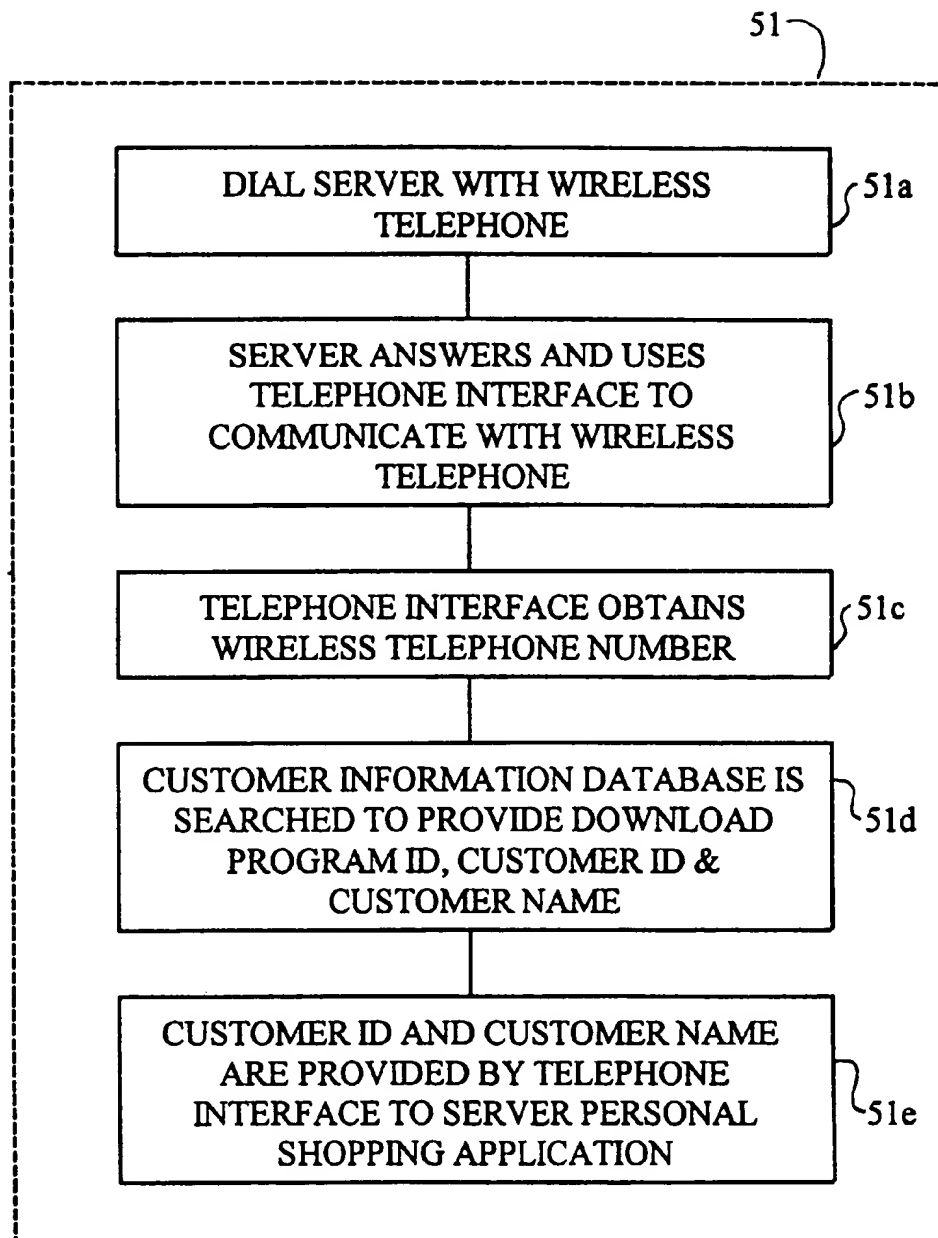 51
DIAL SERVER WITH WIRELESS
TELEPHONE
51a
SERVER ANSWERS AND USES
TELEPHONE INTERFACE TO
COMMUNICATE WITH WIRELESS
TELEPHONE
51b
TELEPHONE INTERFACE OBTAINS
WIRELESS TELEPHONE NUMBER
51c
CUSTOMER INFORMATION DATABASE IS
SEARCHED TO PROVIDE DOWNLOAD
PROGRAM ID, CUSTOMER ID &
CUSTOMER NAME
51d
CUSTOMER ID AND CUSTOMER NAME
ARE PROVIDED BY TELEPHONE
INTERFACE TO SERVER PERSONAL
SHOPPING APPLICATION
51e